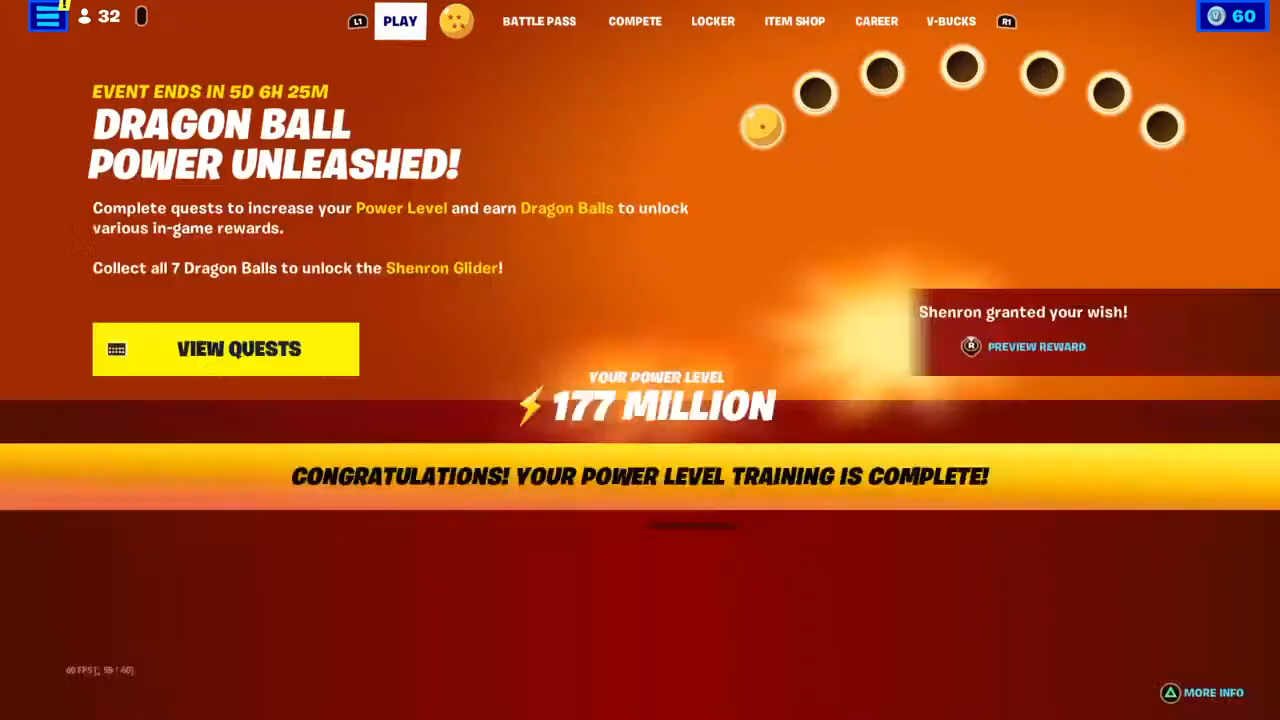 !
32
L1
PLAY
BATTLE PASS
COMPETE
LOCKER
ITEM SHOP
CAREER
V-BUCKS
R1
V
60
EVENT ENDS IN 5D 6H 25M
DRAGON BALL
POWER UNLEASHED!
Complete quests to increase your Power Level and earn Dragon Balls to unlock
various in-game rewards.
Collect all 7 Dragon Balls to unlock the Shenron Glider!
Shenron granted your wish!
R
PREVIEW REWARD
VIEW QUESTS
YOUR POWER LEVEL
177 MILLION
CONGRATULATIONS! YOUR POWER LEVEL TRAINING IS COMPLETE!
MORE INFO